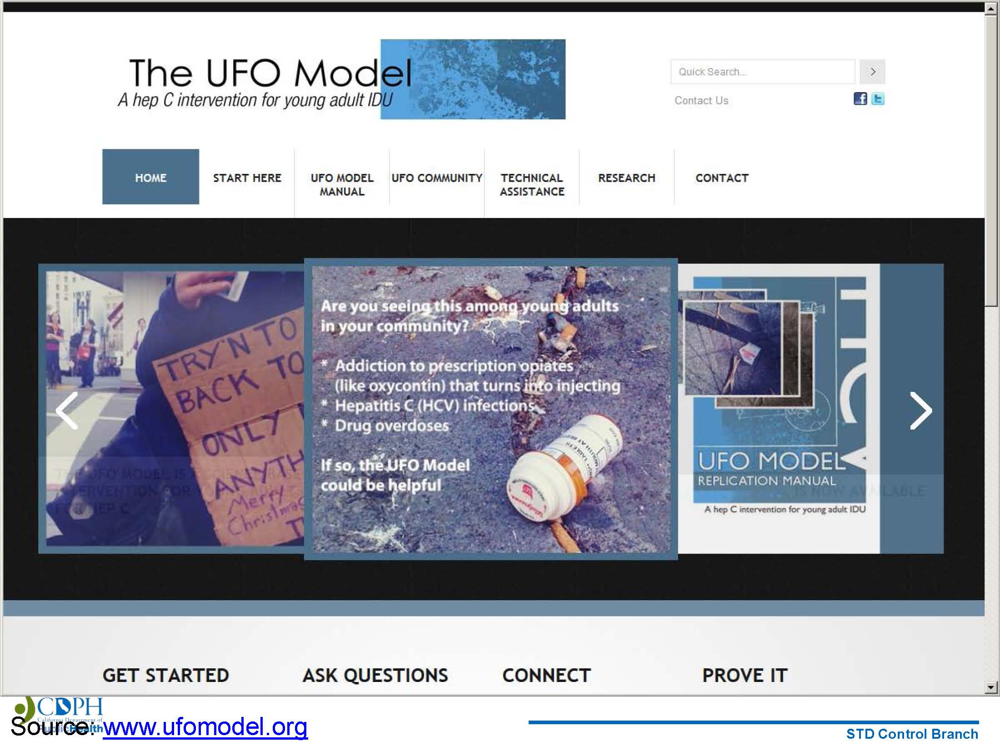 The UFO Model
A hep C intervention for young adult IDU
Quick Search...
>
Contact Us
HOME
START HERE
UFO MODEL
MANUAL
UFO COMMUNITY
TECHNICAL
ASSISTANCE
RESEARCH
CONTACT
TRY'N TO
BACK TO
ONLY
ANYTH
Merry
Christmas
Are you seeing this among young adults
in your community?
* Addiction to prescription opiates
(like oxycontin) that turns into injecting
* Hepatitis C (HCV) infections
* Drug overdoses
If so, the UFO Model
could be helpful
UFO MODEL
REPLICATION MANUAL
IS NOW AVAILABLE
A hep C intervention for young adult IDU
THE UFO MODEL IS A
INTERVENTION FOR
FOR HEP C
GET STARTED
ASK QUESTIONS
CONNECT
PROVE IT
CDPH
California Department of
PublicHealth
Source: www.ufomodel.org
STD Control Branch